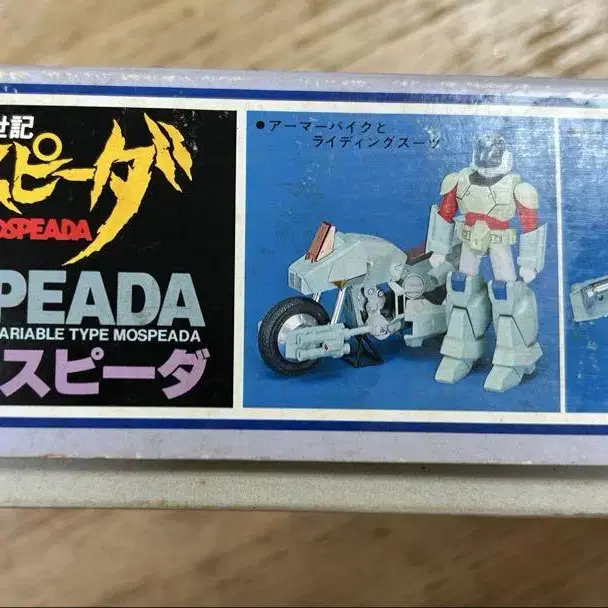 世記
スピーダ
OSPEADA
PEADA
ARIABLE TYPE MOSPEADA
スピーダ
●アーマーバイクと
ライディングスーツ